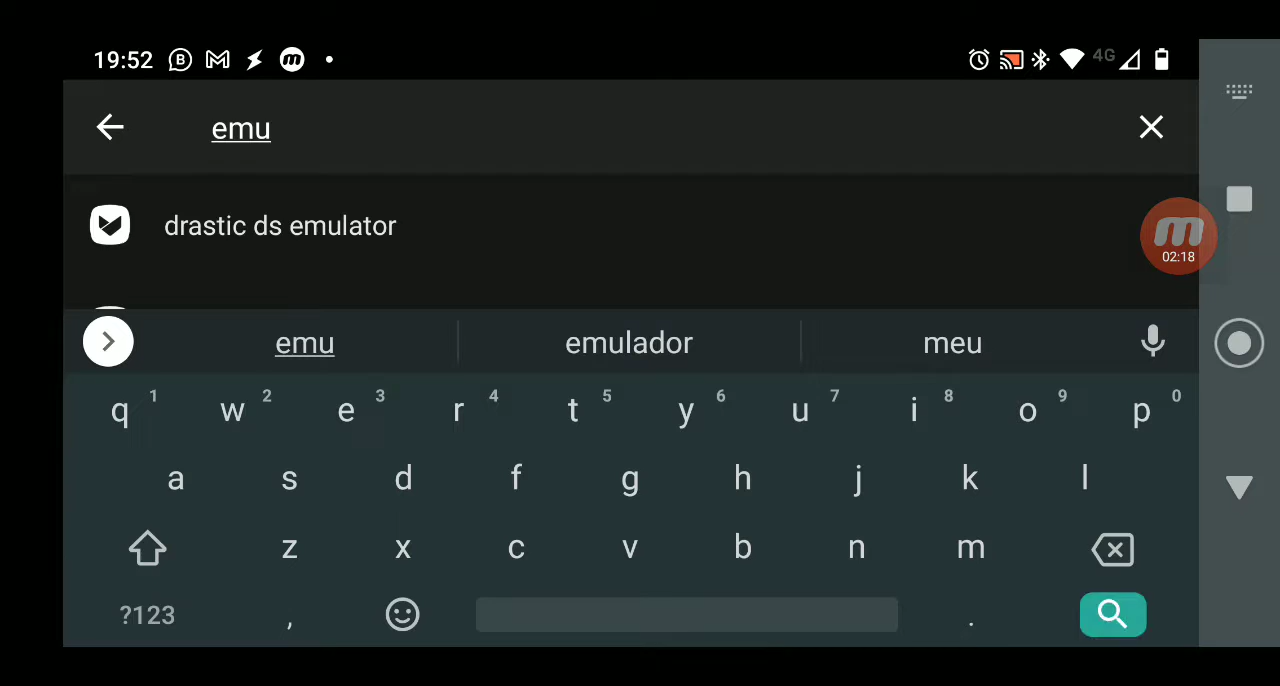 19:52 4G
emu
drastic ds emulator
m
02:18
emu emulador meu
q 1 w 2 e 3 r 4 t 5 y 6 u 7 i 8 o 9 p 0
a s d f g h j k l
z x c v b n m
?123 , .